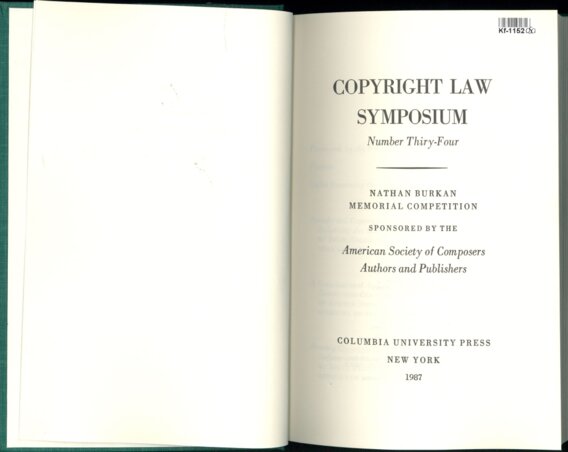 Kf-1152
COPYRIGHT LAW
SYMPOSIUM
Number Thiry-Four
NATHAN BURKAN
MEMORIAL COMPETITION
SPONSORED BY THE
American Society of Composers
Authors and Publishers
COLUMBIA UNIVERSITY PRESS
NEW YORK
1987